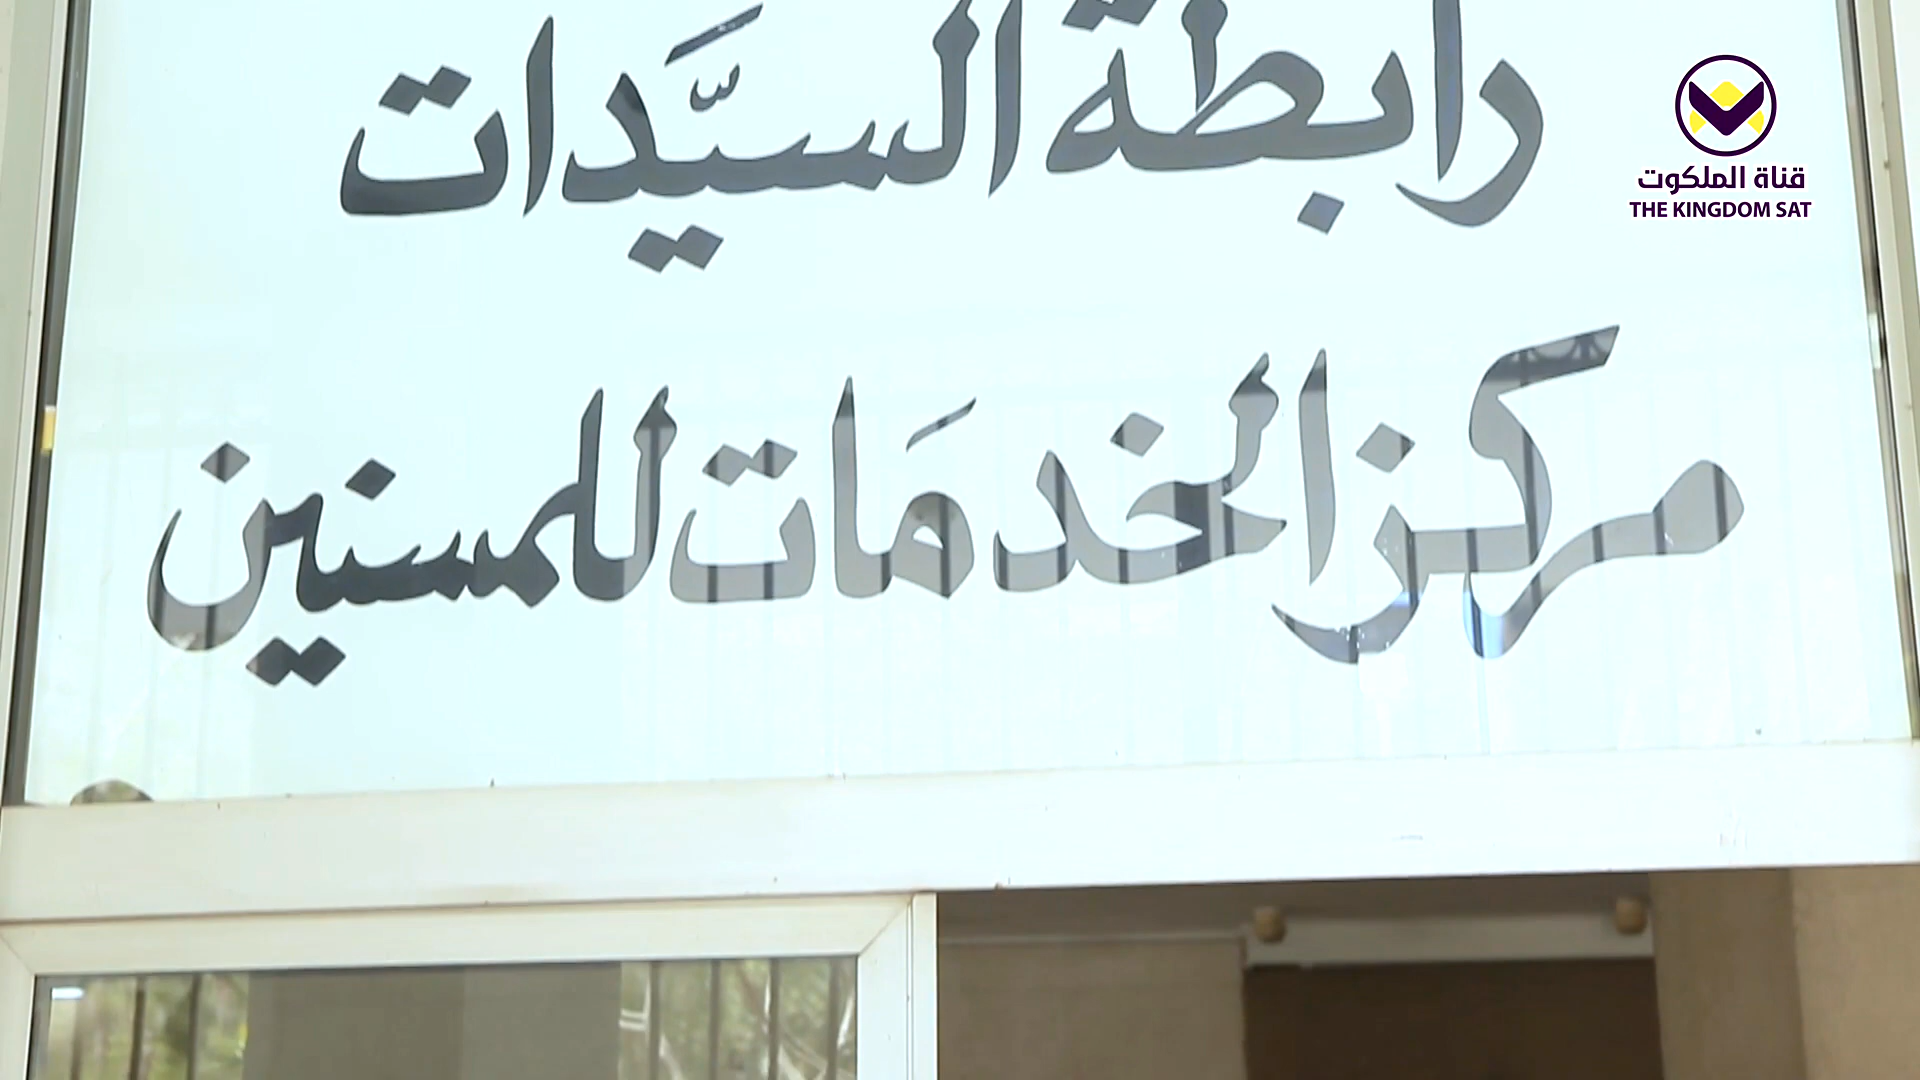 رابطة السيَّدات
مركز الخدمَات للمسنين
قناة الملكوت
THE KINGDOM SAT